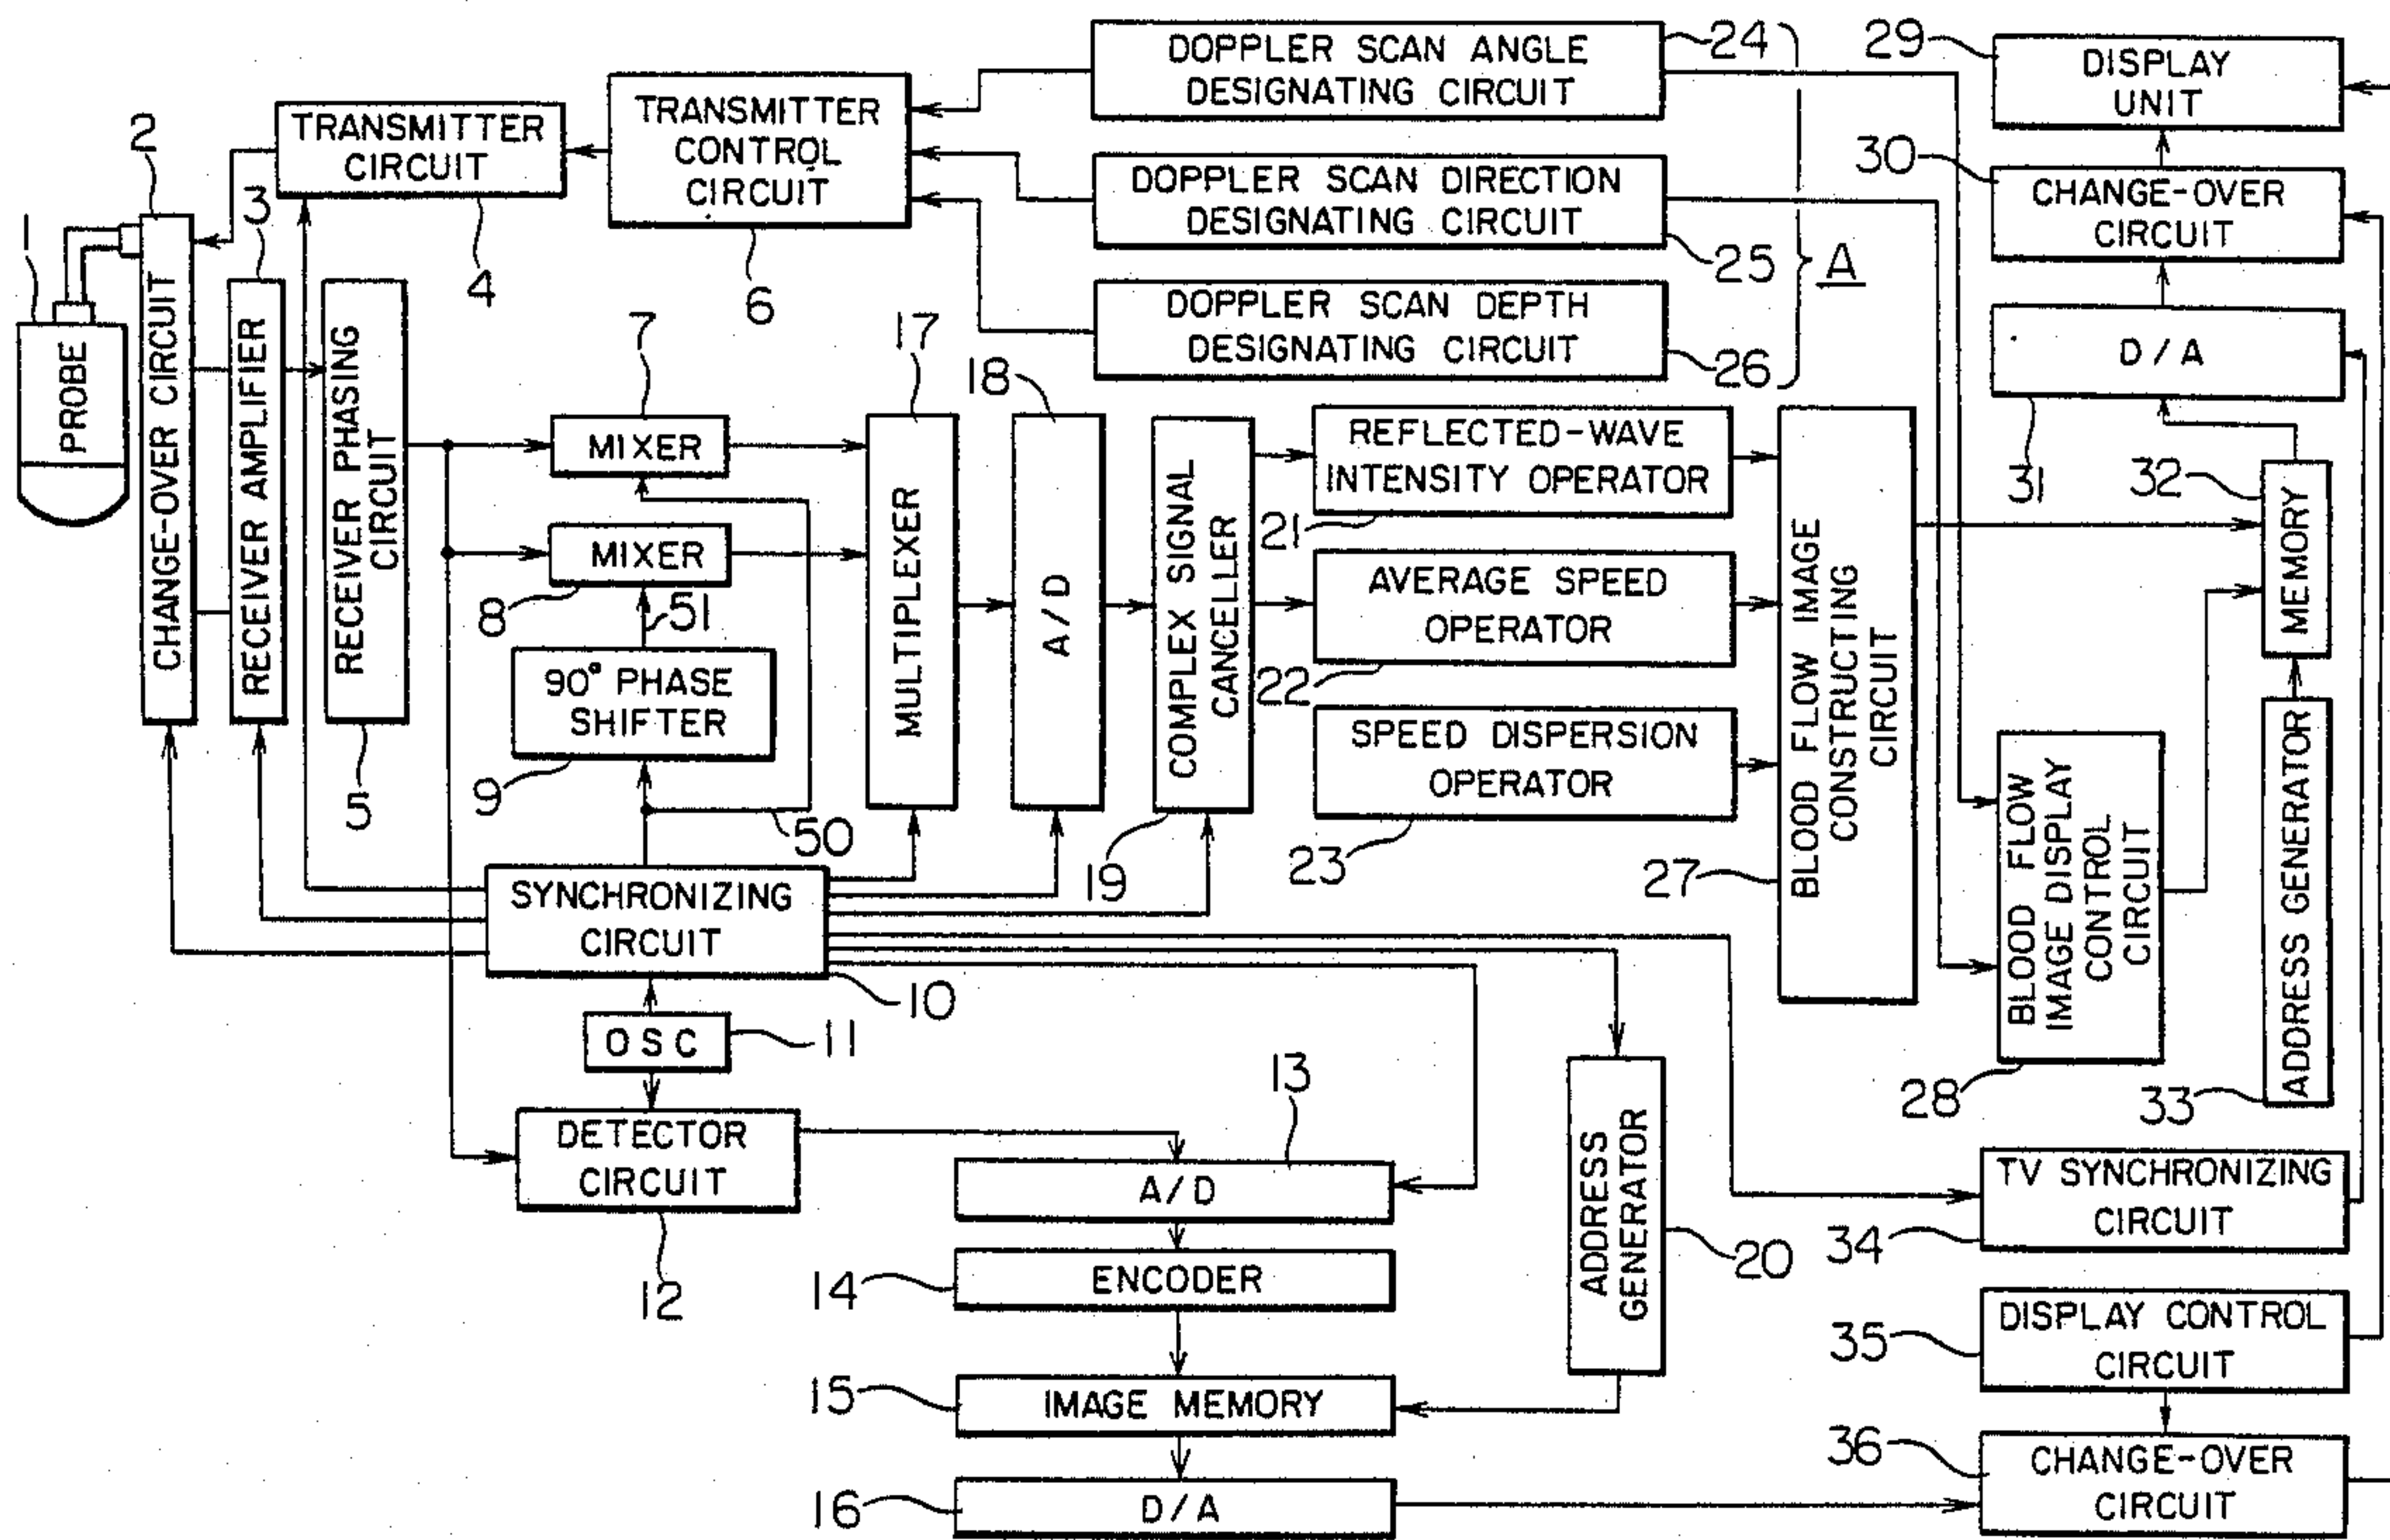 DOPPLER SCAN ANGLE
DESIGNATING CIRCUIT
24
29
DISPLAY
UNIT
TRANSMITTER
CONTROL
CIRCUIT
6
2
TRANSMITTER
CIRCUIT
4
30
CHANGE-OVER
CIRCUIT
DOPPLER SCAN DIRECTION
DESIGNATING CIRCUIT
25
A
DOPPLER SCAN DEPTH
DESIGNATING CIRCUIT
26
1
PROBE
CHANGE-OVER CIRCUIT
3
RECEIVER AMPLIFIER
RECEIVER PHASING
CIRCUIT
5
7
MIXER
MIXER
8
51
90° PHASE
SHIFTER
9
50
17
MULTIPLEXER
18
A/D
COMPLEX SIGNAL
CANCELLER
19
REFLECTED-WAVE
INTENSITY OPERATOR
21
AVERAGE SPEED
OPERATOR
22
SPEED DISPERSION
OPERATOR
23
BLOOD FLOW IMAGE
CONSTRUCTING
CIRCUIT
27
D/A
31
32
MEMORY
BLOOD FLOW
IMAGE DISPLAY
CONTROL
CIRCUIT
28
ADDRESS GENERATOR
33
SYNCHRONIZING
CIRCUIT
10
OSC
11
DETECTOR
CIRCUIT
12
13
A/D
14
ENCODER
15
IMAGE MEMORY
16
D/A
ADDRESS
GENERATOR
20
TV SYNCHRONIZING
CIRCUIT
34
DISPLAY CONTROL
CIRCUIT
35
36
CHANGE-OVER
CIRCUIT